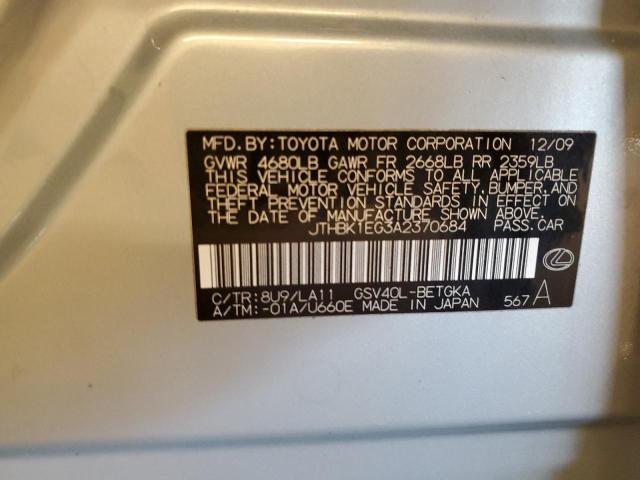 MFD. BY: TOYOTA MOTOR CORPORATION 12/09
GVWR 4680LB GAWR FR 2668LB RR 2359LB
THIS VEHICLE CONFORMS TO ALL APPLICABLE
FEDERAL MOTOR VEHICLE SAFETY, BUMPER, AND
THEFT PREVENTION STANDARDS IN EFFECT ON
THE DATE OF MANUFACTURE SHOWN ABOVE.
JTHBK1EG3A2370684 PASS. CAR
C/TR: 8U9/LA11 GSV40L-BETGKA
A/TM: -01A/U660E MADE IN JAPAN 567 A